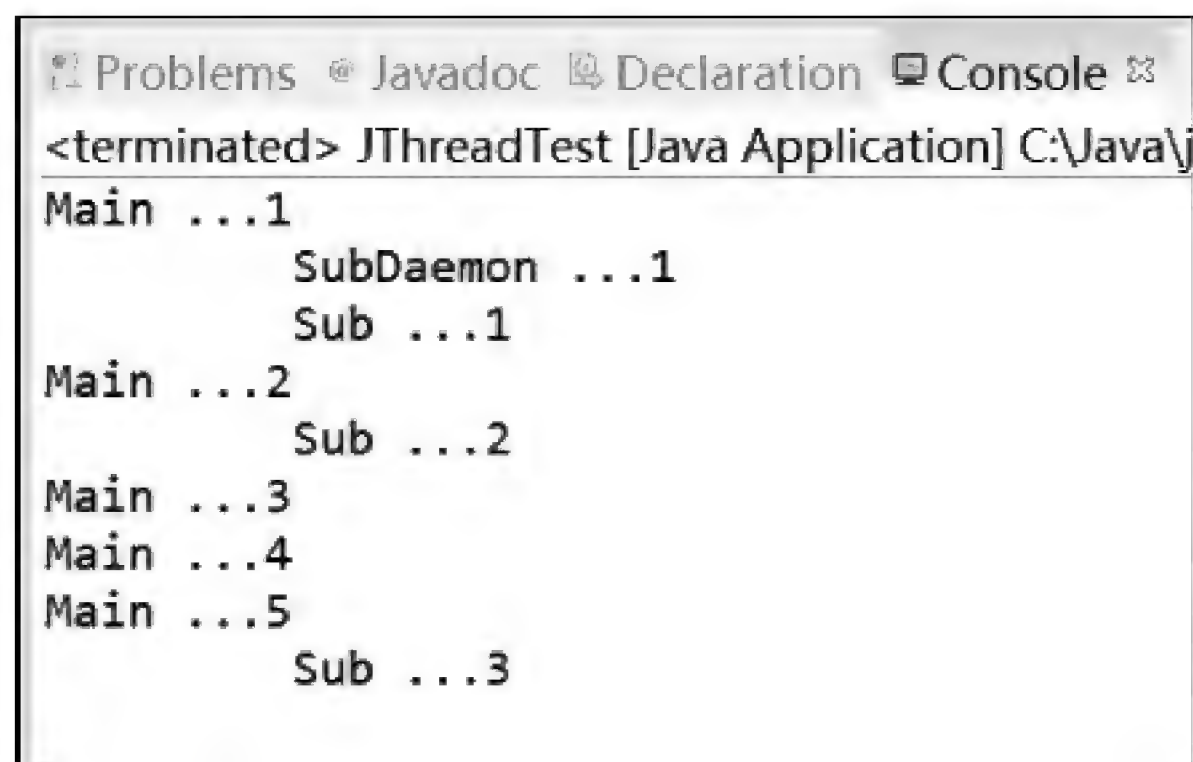 Problems @ Javadoc Declaration Console
<terminated> JThreadTest [Java Application] C:\Java\j
Main ...1
SubDaemon ...1
Sub ...1
Main ...2
Sub ...2
Main ...3
Main ...4
Main ...5
Sub ...3